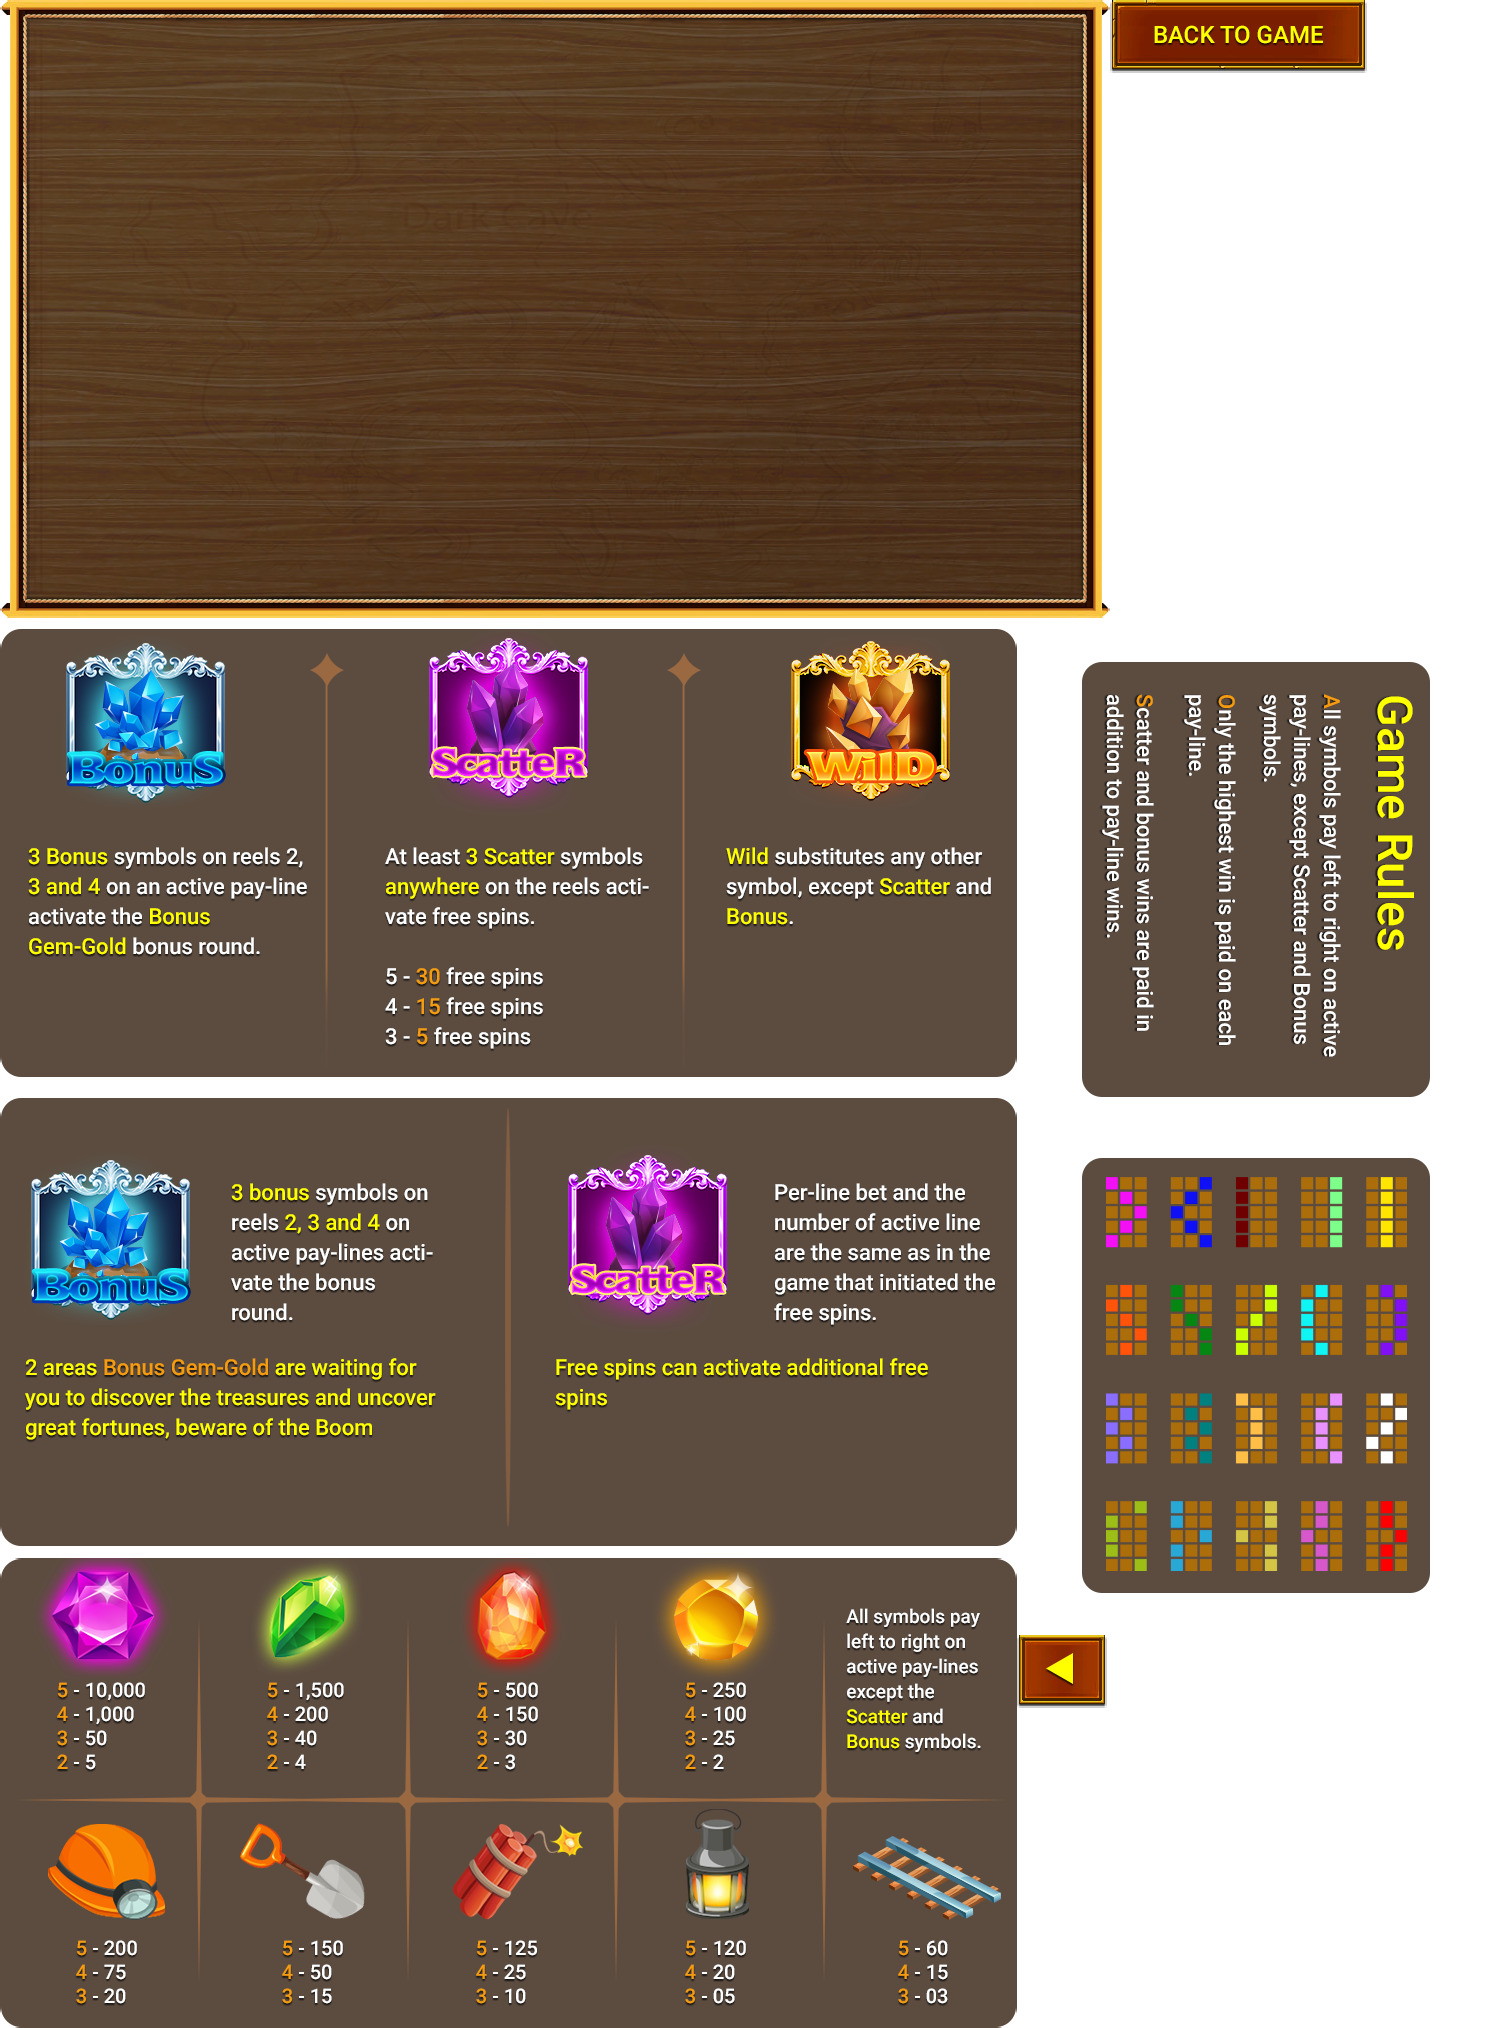 BACK TO GAME
Dark Cave
Bonus
Scatter
Wild
3 Bonus symbols on reels 2,
3 and 4 on an active pay-line
activate the Bonus
Gem-Gold bonus round.
At least 3 Scatter symbols
anywhere on the reels acti-
vate free spins.
5 - 30 free spins
4 - 15 free spins
3 - 5 free spins
Wild substitutes any other
symbol, except Scatter and
Bonus.
Game Rules
All symbols pay left to right on active
pay-lines, except Scatter and Bonus
symbols.
Only the highest win is paid on each
pay-line.
Scatter and bonus wins are paid in
addition to pay-line wins.
Bonus
3 bonus symbols on
reels 2, 3 and 4 on
active pay-lines acti-
vate the bonus
round.
2 areas Bonus Gem-Gold are waiting for
you to discover the treasures and uncover
great fortunes, beware of the Boom
Scatter
Per-line bet and the
number of active line
are the same as in the
game that initiated the
free spins.
Free spins can activate additional free
spins
5 - 10,000
4 - 1,000
3 - 50
2 - 5
5 - 1,500
4 - 200
3 - 40
2 - 4
5 - 500
4 - 150
3 - 30
2 - 3
5 - 250
4 - 100
3 - 25
2 - 2
All symbols pay
left to right on
active pay-lines
except the
Scatter and
Bonus symbols.
5 - 200
4 - 75
3 - 20
5 - 150
4 - 50
3 - 15
5 - 125
4 - 25
3 - 10
5 - 120
4 - 20
3 - 05
5 - 60
4 - 15
3 - 03